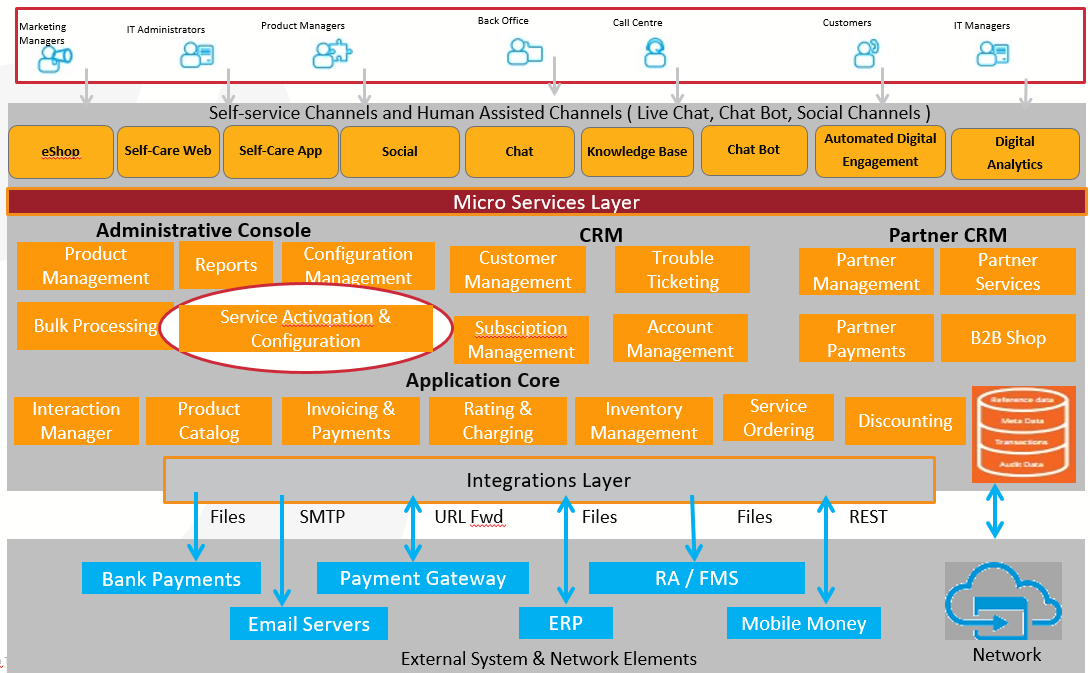 Marketing
Managers
IT Administrators
Product Managers
Back Office
Call Centre
Customers
IT Managers
Self-service Channels and Human Assisted Channels ( Live Chat, Chat Bot, Social Channels )
eShop
Self-Care Web
Self-Care App
Social
Chat
Knowledge Base
Chat Bot
Automated Digital
Engagement
Digital
Analytics
Micro Services Layer
Administrative Console
CRM
Partner CRM
Product
Management
Reports
Configuration
Management
Customer
Management
Trouble
Ticketing
Partner
Management
Partner
Services
Bulk Processing
Service Activqation &
Configuration
Subsciption
Management
Account
Management
Partner
Payments
B2B Shop
Application Core
Interaction
Manager
Product
Catalog
Invoicing &
Payments
Rating &
Charging
Inventory
Management
Service
Ordering
Discounting
Reference data
Meta Data
Transactions
Audit Data
Integrations Layer
Files
SMTP
URL Fwd
Files
Files
REST
Bank Payments
Payment Gateway
RA / FMS
Email Servers
ERP
Mobile Money
Network
External System & Network Elements